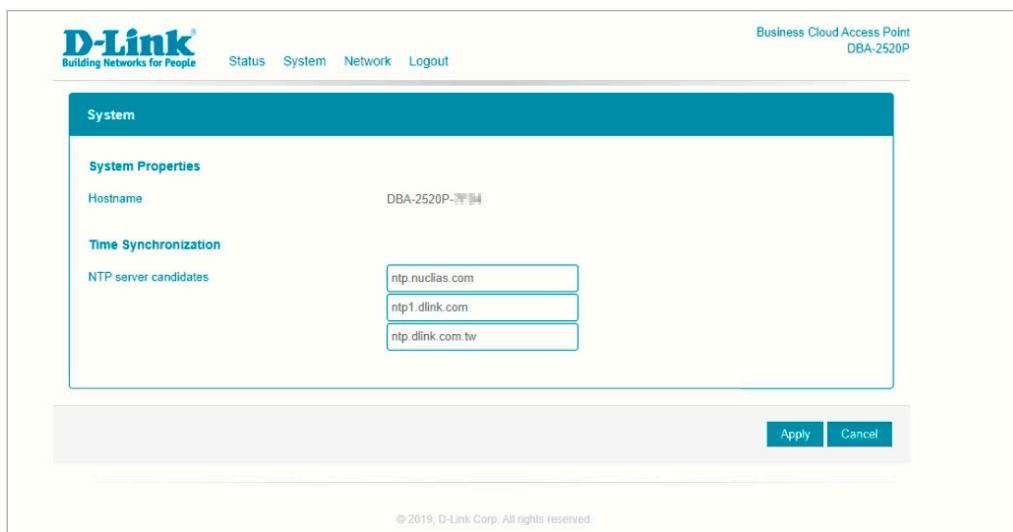 D-Link
Building Networks for People
Status System Network Logout
Business Cloud Access Point
DBA-2520P
System
System Properties
Hostname DBA-2520P-
Time Synchronization
NTP server candidates ntp.nuclias.com
ntp1.dlink.com
ntp.dlink.com.tw
Apply Cancel
© 2019, D-Link Corp. All rights reserved.